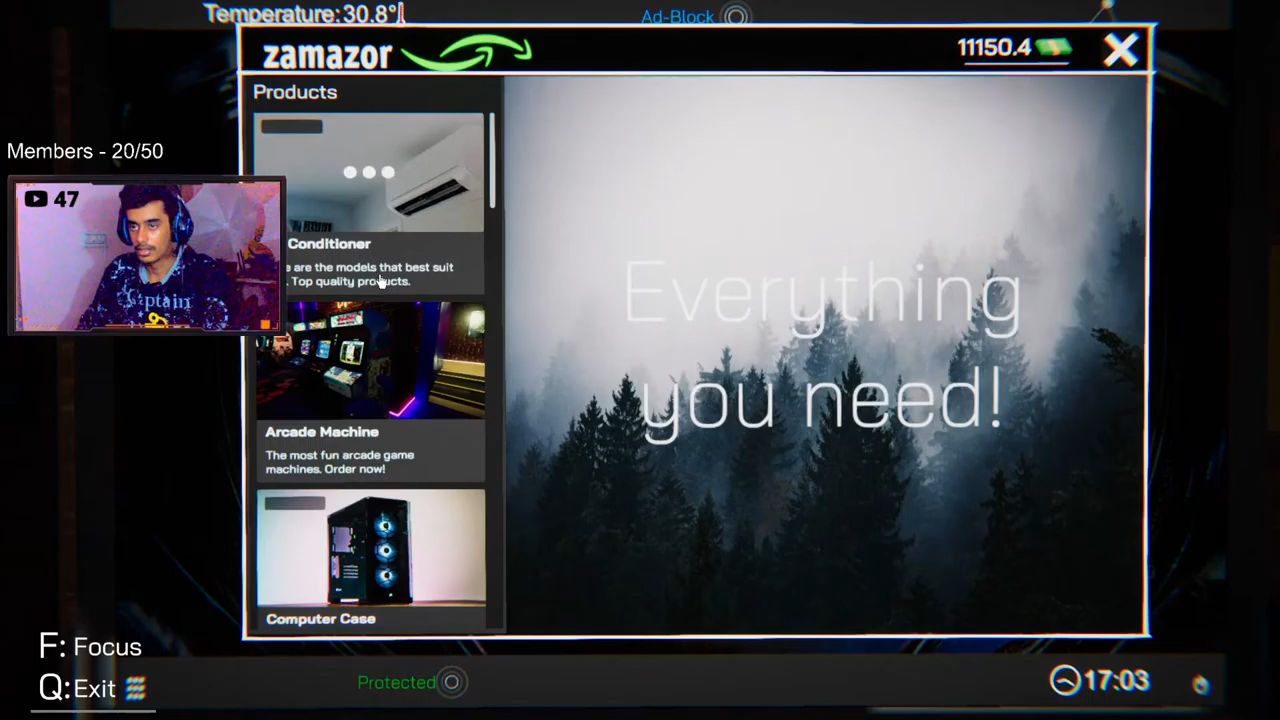 Temperature: 30.8°
Ad-Block
zamazor
11150.4
Products
Members - 20/50
47
Conditioner
e are the models that best suit
. Top quality products.
Captain
Arcade Machine
The most fun arcade game
machines. Order now!
Computer Case
Everything
you need!
F: Focus
Q: Exit
Protected
17:03